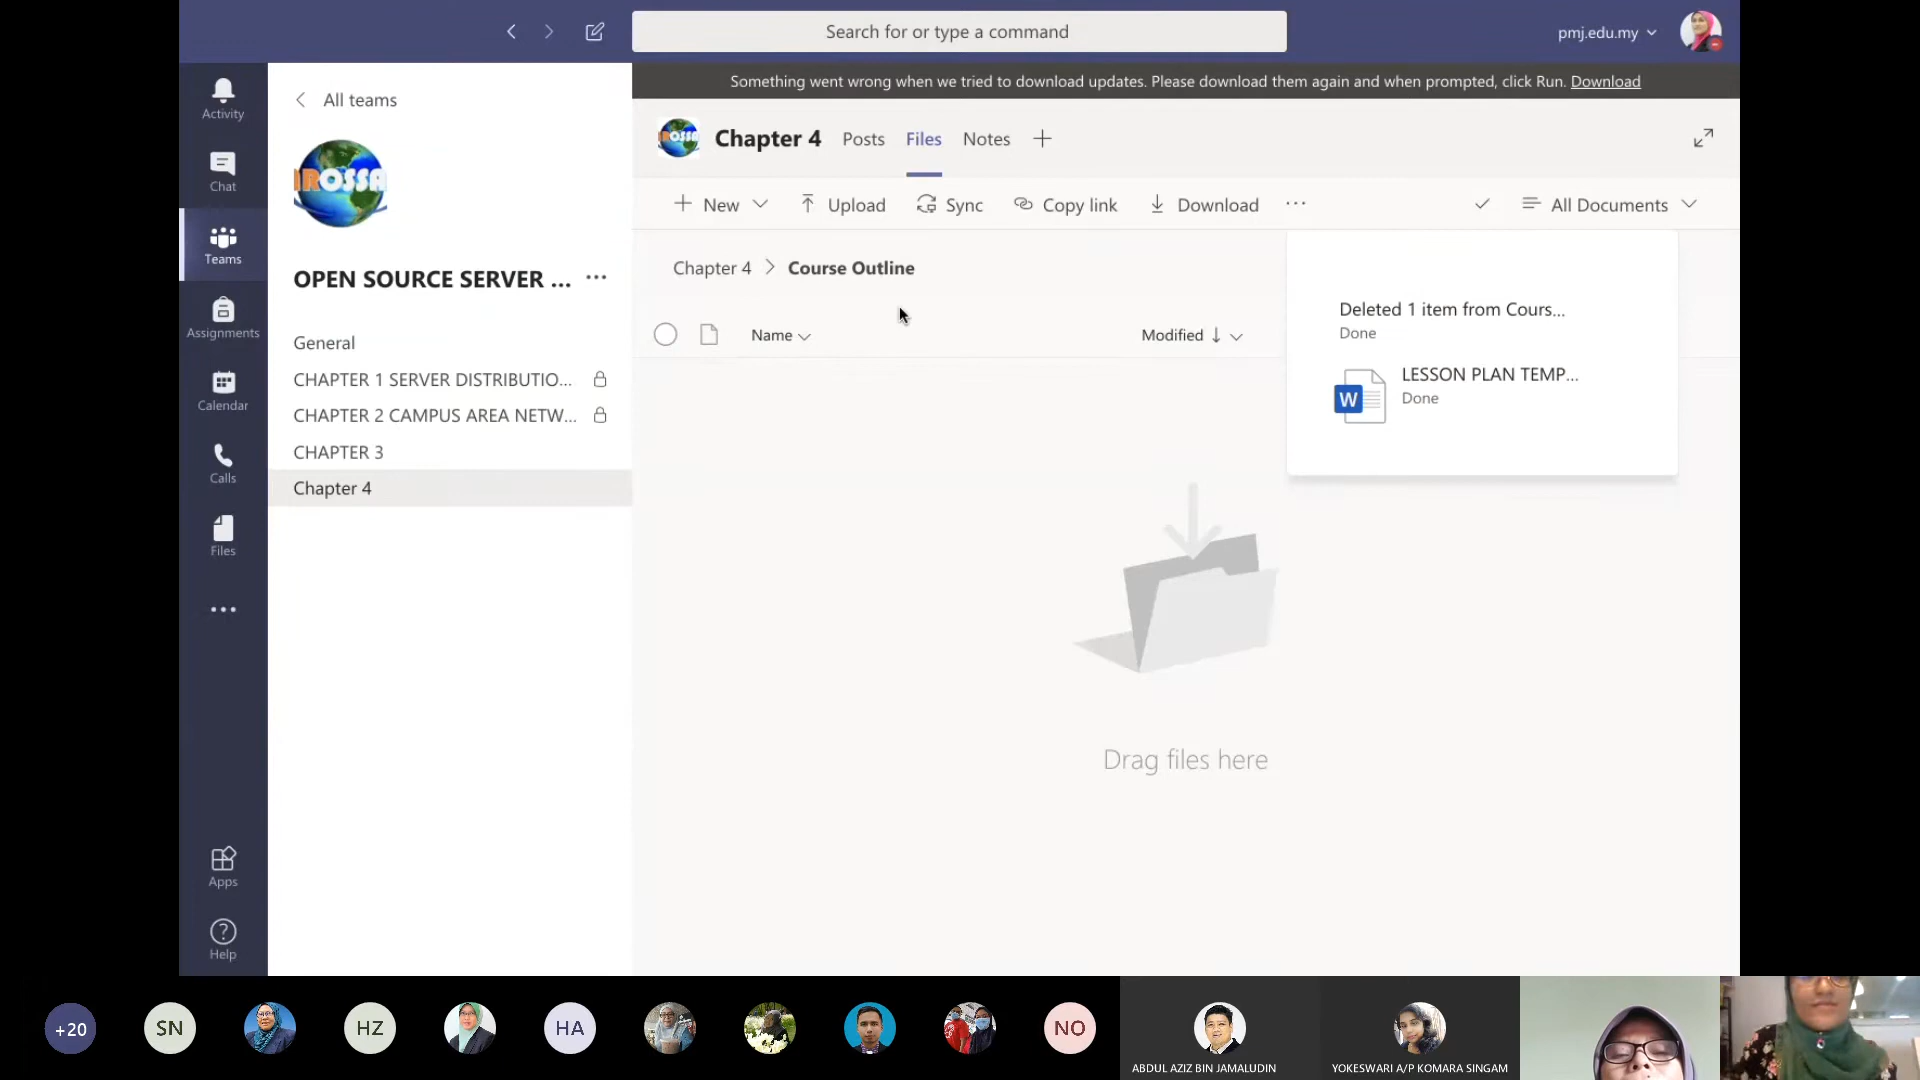 Search for or type a command
pmj.edu.my
Something went wrong when we tried to download updates. Please download them again and when prompted, click Run. Download
Activity
Chat
Teams
Assignments
Calendar
Calls
Files
Apps
Help
All teams
IROSSA
OPEN SOURCE SERVER ...
General
CHAPTER 1 SERVER DISTRIBUTIO...
CHAPTER 2 CAMPUS AREA NETW...
CHAPTER 3
Chapter 4
Chapter 4 Posts Files Notes
New Upload Sync Copy link Download ... All Documents
Chapter 4 > Course Outline
Name Modified
Deleted 1 item from Cours...
Done
W
LESSON PLAN TEMP...
Done
Drag files here
+20 SN HZ HA NO
ABDUL AZIZ BIN JAMALUDIN
YOKESWARI A/P KOMARA SINGAM